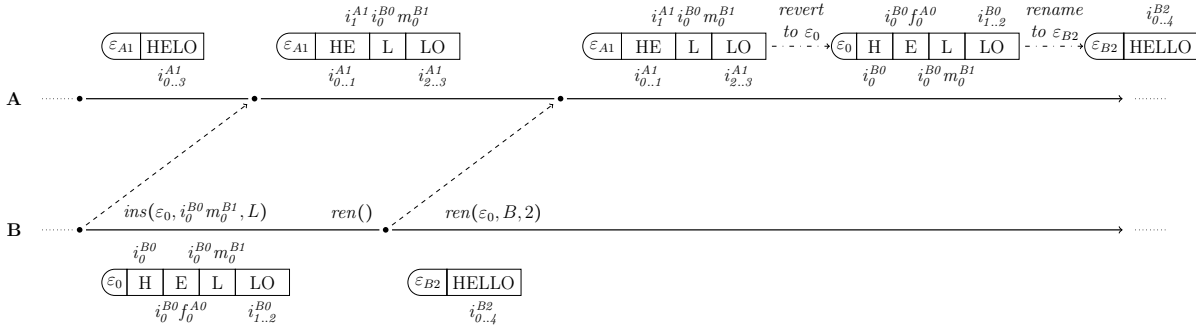 i_1^{A1} i_0^{B0} m_0^{B1} i_1^{A1} i_0^{B0} m_0^{B1} revert i_0^{B0} f_0^{A0} i_{1..2}^{B0} rename i_{0..4}^{B2}
to ε_0 to ε_{B2}
ε_{A1} HELO ε_{A1} HE L LO ε_{A1} HE L LO ε_0 H E L LO ε_{B2} HELLO
i_{0..3}^{A1} i_{0..1}^{A1} i_{2..3}^{A1} i_{0..1}^{A1} i_{2..3}^{A1} i_0^{B0} i_0^{B0} m_0^{B1}
A
ins(ε_0, i_0^{B0} m_0^{B1}, L) ren() ren(ε_0, B, 2)
B
i_0^{B0} i_0^{B0} m_0^{B1}
ε_0 H E L LO ε_{B2} HELLO
i_0^{B0} f_0^{A0} i_{1..2}^{B0} i_{0..4}^{B2}